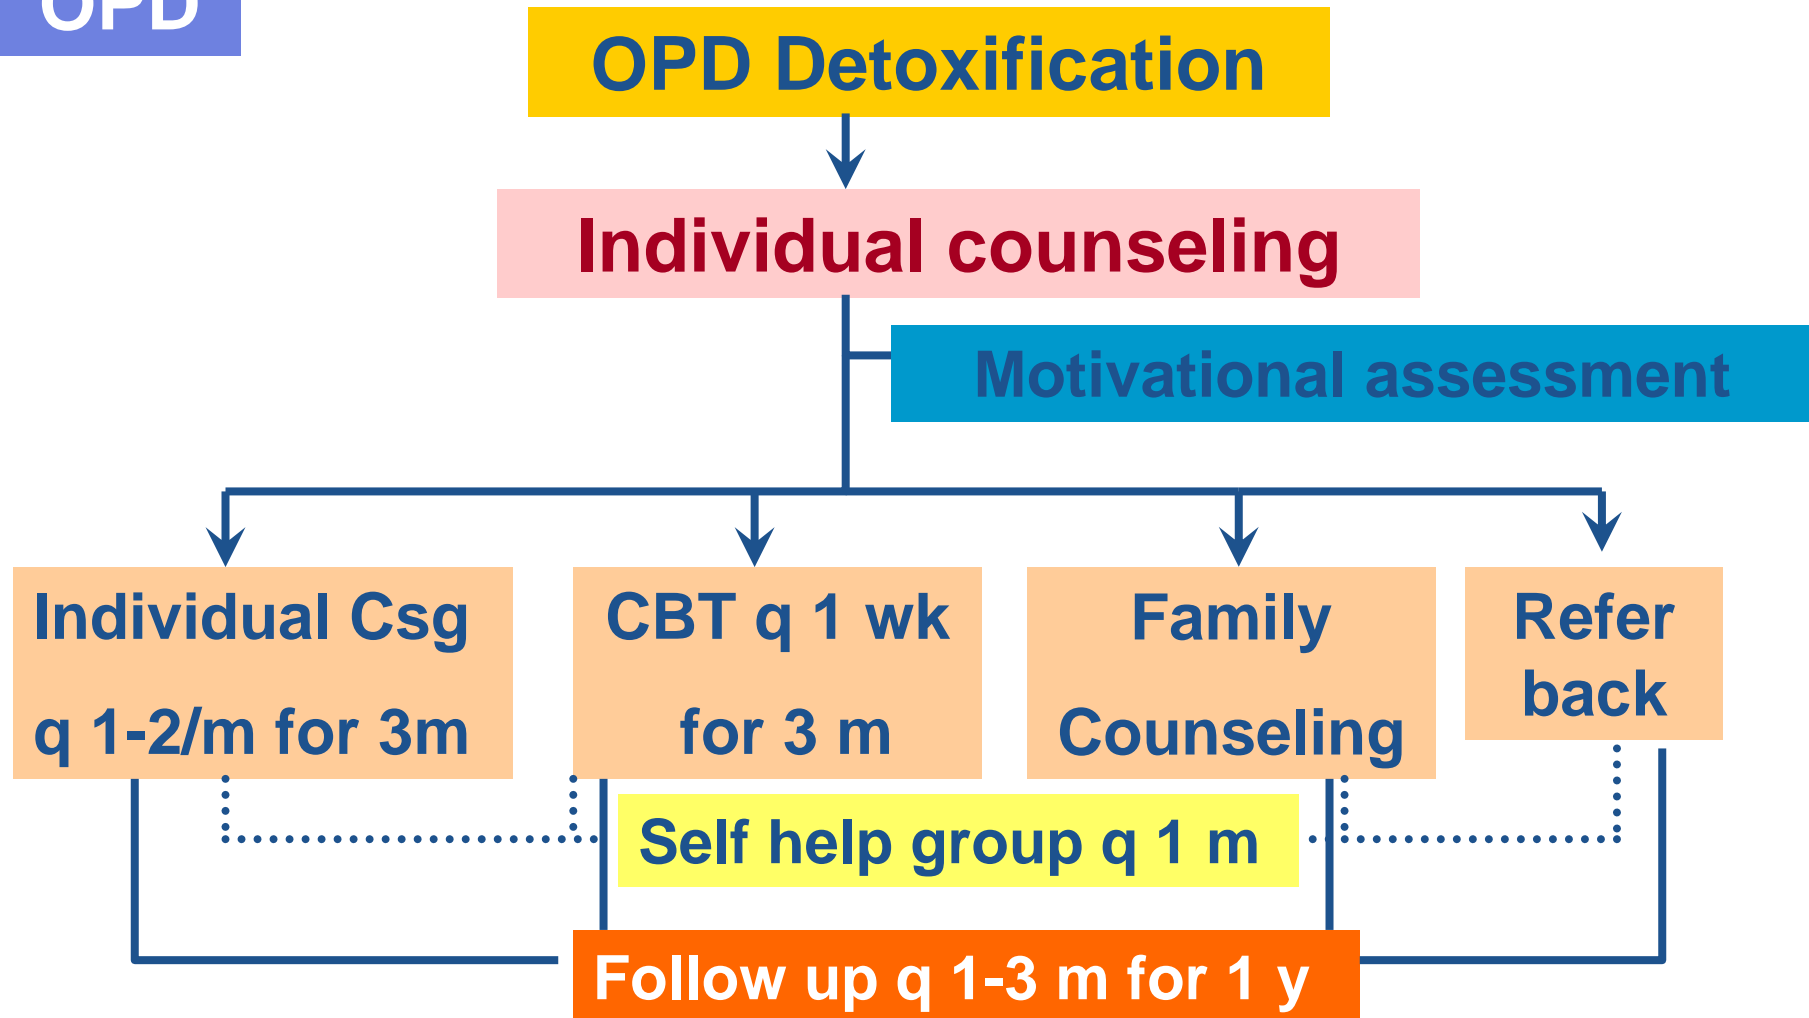 OPD
OPD Detoxification
Individual counseling
Motivational assessment
Individual Csg
q 1-2/m for 3m
CBT q 1 wk
for 3 m
Family
Counseling
Refer
back
Self help group q 1 m
Follow up q 1-3 m for 1 y